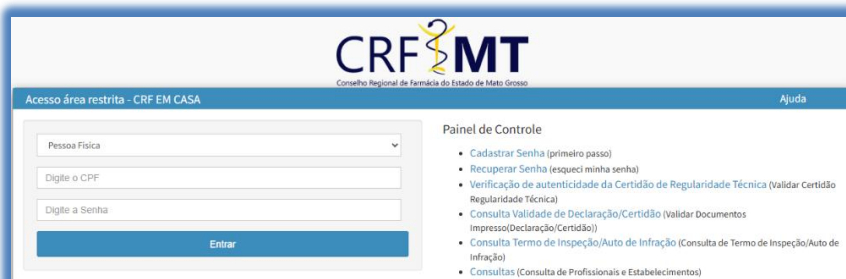 CRF MT
Conselho Regional de Farmácia do Estado de Mato Grosso
Acesso área restrita - CRF EM CASA
Ajuda
Pessoa Física
Digite o CPF
Digite a Senha
Entrar
Painel de Controle
Cadastrar Senha (primeiro passo)
Recuperar Senha (esqueci minha senha)
Verificação de autenticidade da Certidão de Regularidade Técnica (Validar Certidão
Regularidade Técnica)
Consulta Validade de Declaração/Certidão (Validar Documentos
Impresso(Declaração/Certidão))
Consulta Termo de Inspeção/Auto de Infração (Consulta de Termo de Inspeção/Auto de
Infração)
Consultas (Consulta de Profissionais e Estabelecimentos)